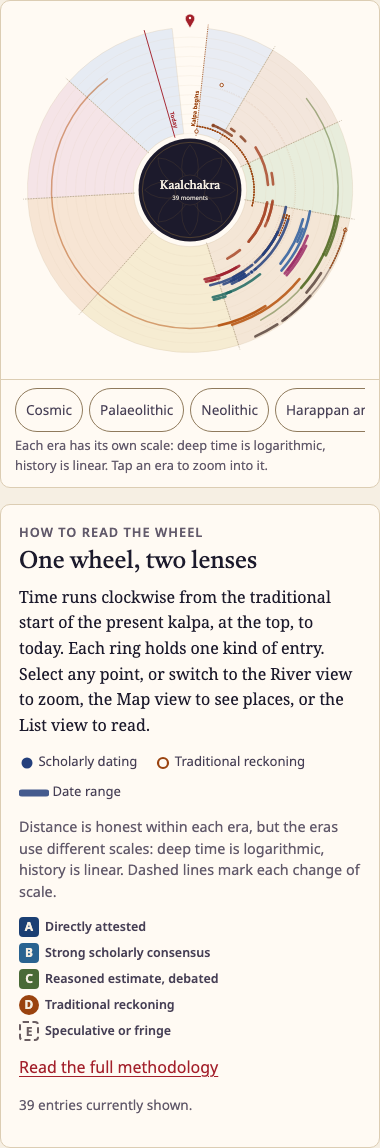 Today
Kalpa begins
Kaalchakra
39 moments
Cosmic
Palaeolithic
Neolithic
Harappan ar
Each era has its own scale: deep time is logarithmic,
history is linear. Tap an era to zoom into it.
HOW TO READ THE WHEEL
One wheel, two lenses
Time runs clockwise from the traditional
start of the present kalpa, at the top, to
today. Each ring holds one kind of entry.
Select any point, or switch to the River view
to zoom, the Map view to see places, or the
List view to read.
Scholarly dating
Traditional reckoning
Date range
Distance is honest within each era, but the eras
use different scales: deep time is logarithmic,
history is linear. Dashed lines mark each change of
scale.
A Directly attested
B Strong scholarly consensus
C Reasoned estimate, debated
D Traditional reckoning
E Speculative or fringe
Read the full methodology
39 entries currently shown.